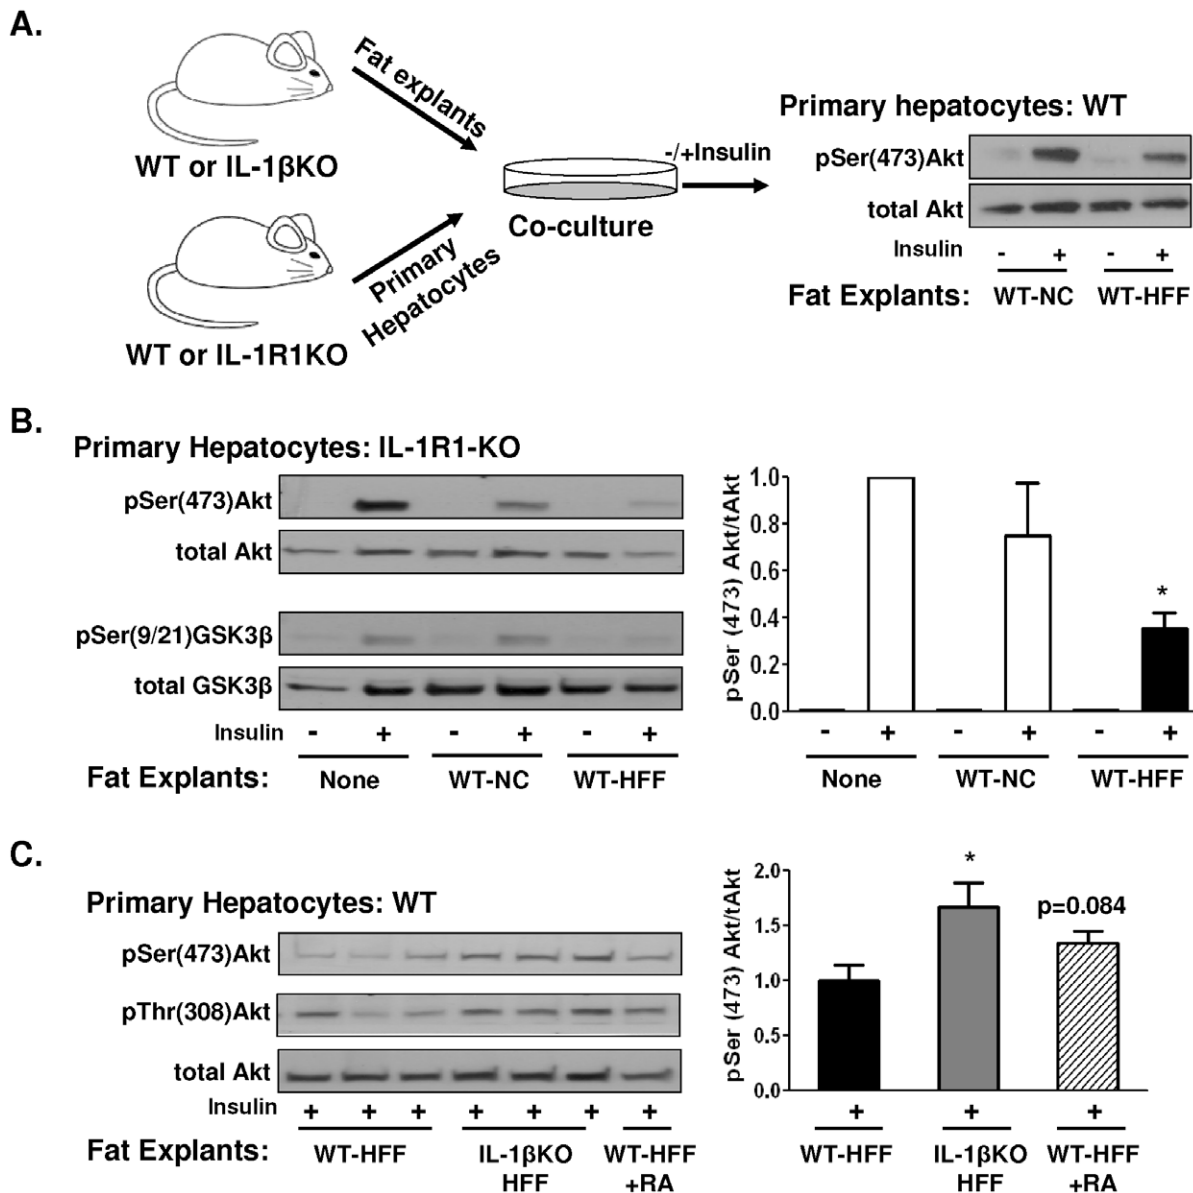 A.
Fat explants
WT or IL-1βKO
WT or IL-1R1KO
Primary
Hepatocytes
Co-culture
-/+Insulin
Primary hepatocytes: WT
pSer(473)Akt
total Akt
Insulin - + - +
Fat Explants: WT-NC WT-HFF
B.
Primary Hepatocytes: IL-1R1-KO
pSer(473)Akt
total Akt
pSer(9/21)GSK3β
total GSK3β
Insulin - + - + - +
Fat Explants: None WT-NC WT-HFF
pSer (473) Akt/tAkt
1.0
0.8
0.6
0.4
0.2
0.0
*
- + - + - +
None WT-NC WT-HFF
C.
Primary Hepatocytes: WT
pSer(473)Akt
pThr(308)Akt
total Akt
Insulin + + + + + + +
Fat Explants: WT-HFF IL-1βKO WT-HFF
HFF +RA
pSer (473) Akt/tAkt
2.0
1.5
1.0
0.5
0.0
*
p=0.084
+ + +
WT-HFF IL-1βKO WT-HFF
HFF +RA